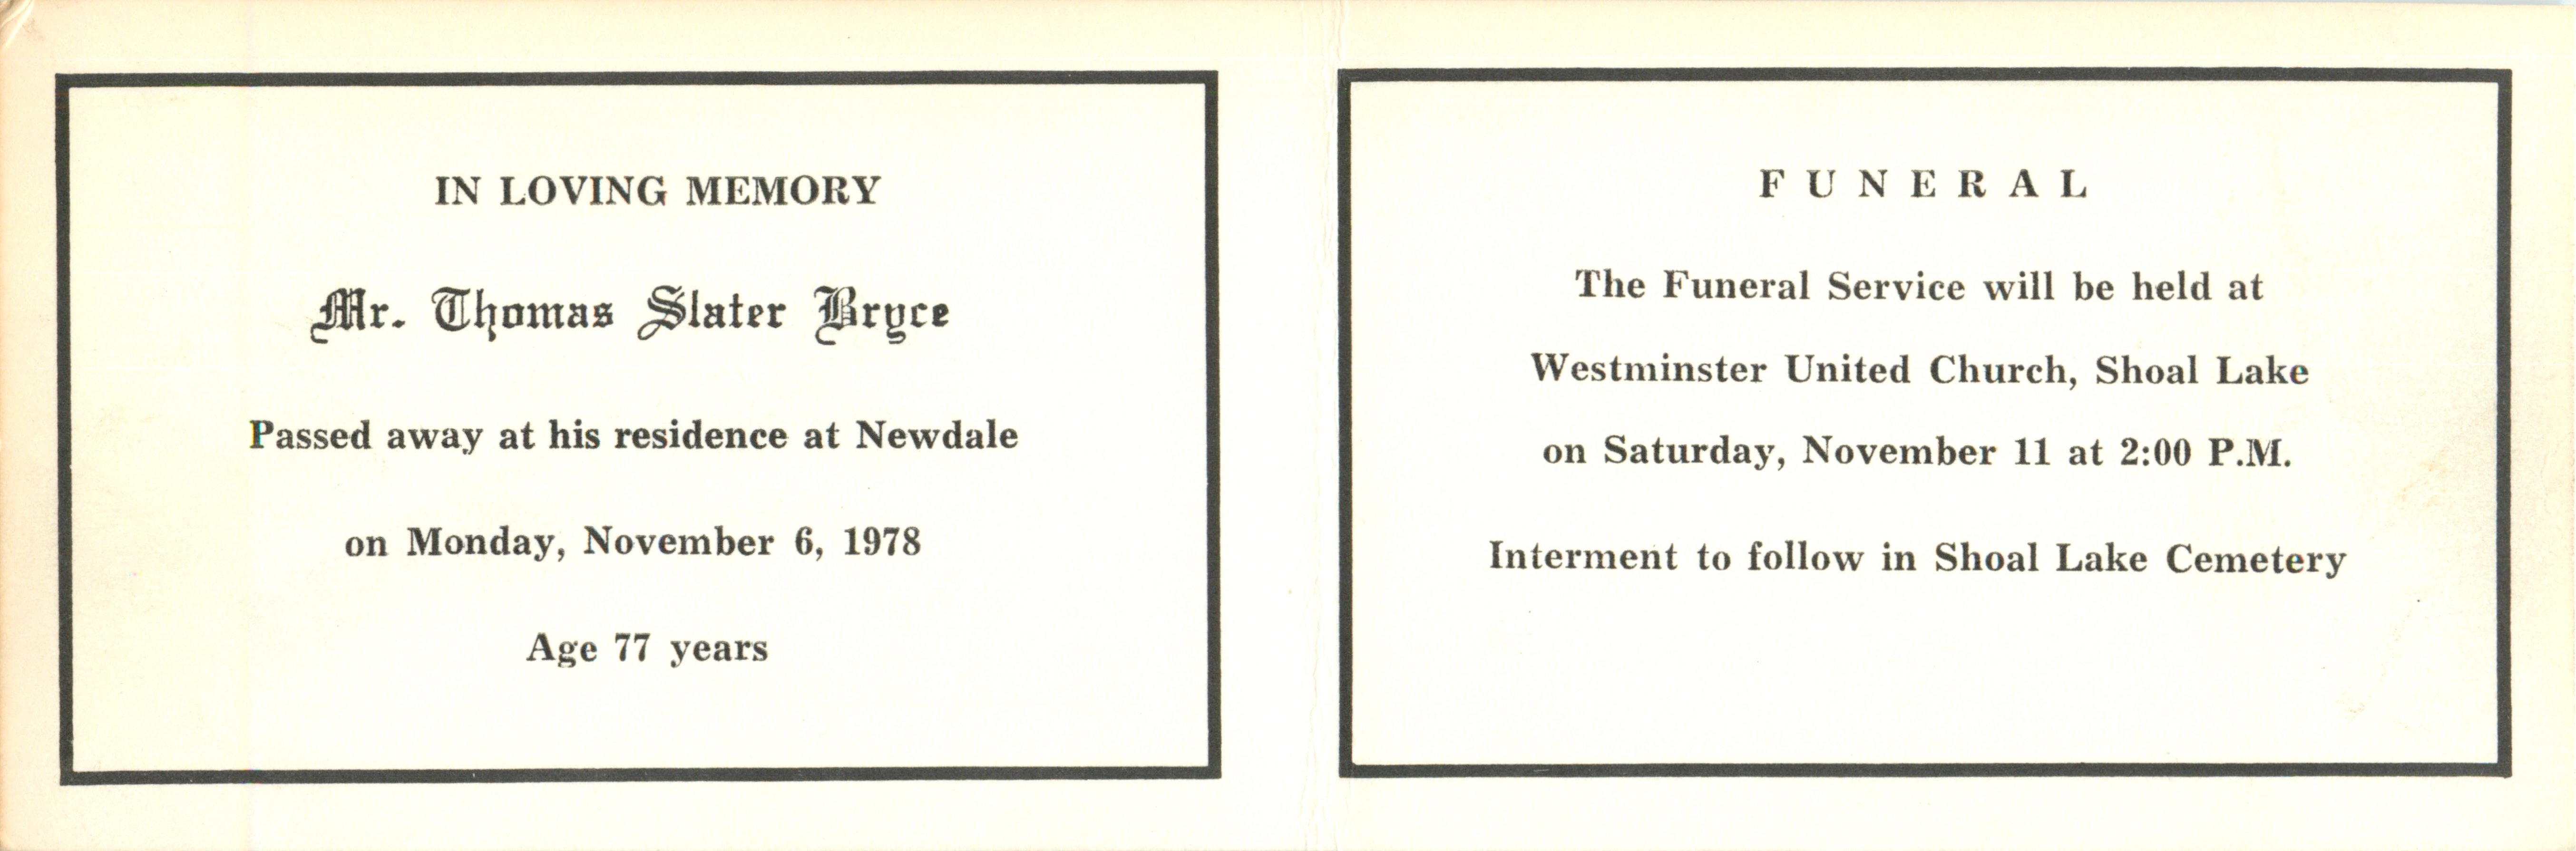 IN LOVING MEMORY
Mr. Thomas Slater Bryce
Passed away at his residence at Newdale
on Monday, November 6, 1978
Age 77 years
F U N E R A L
The Funeral Service will be held at
Westminster United Church, Shoal Lake
on Saturday, November 11 at 2:00 P.M.
Interment to follow in Shoal Lake Cemetery